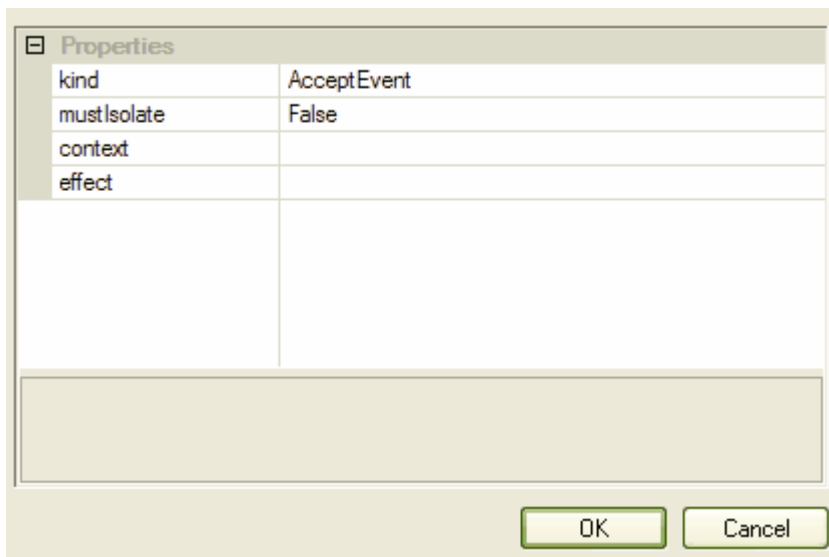 Properties
kind AcceptEvent
mustIsolate False
context
effect
OK Cancel